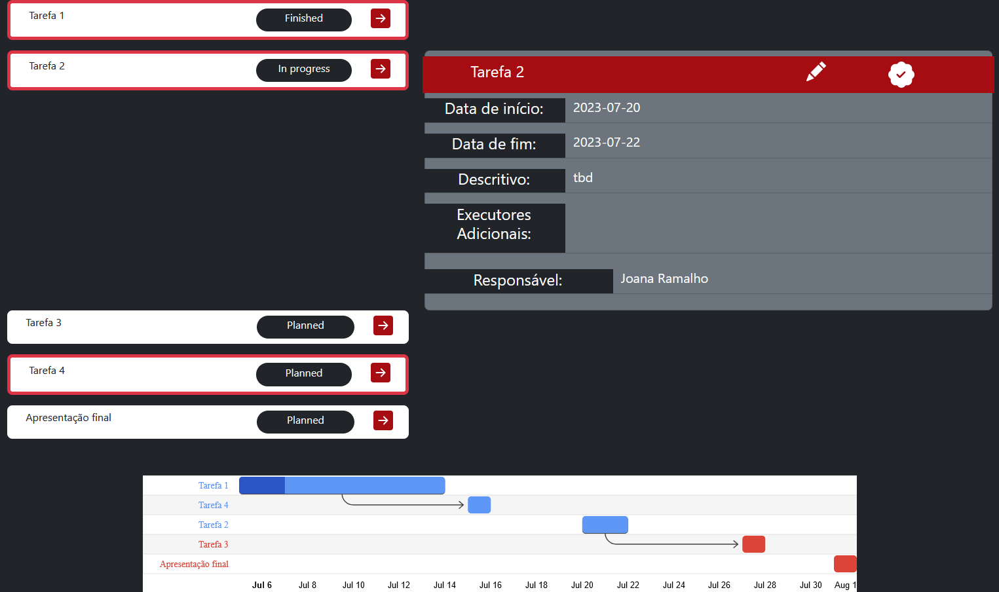 Tarefa 1
Finished
Tarefa 2
In progress
Tarefa 2
Data de início:
2023-07-20
Data de fim:
2023-07-22
Descritivo:
tbd
Executores
Adicionais:
Responsável:
Joana Ramalho
Tarefa 3
Planned
Tarefa 4
Planned
Apresentação final
Planned
Tarefa 1
Tarefa 4
Tarefa 2
Tarefa 3
Apresentação final
Jul 6 Jul 8 Jul 10 Jul 12 Jul 14 Jul 16 Jul 18 Jul 20 Jul 22 Jul 24 Jul 26 Jul 28 Jul 30 Aug 1